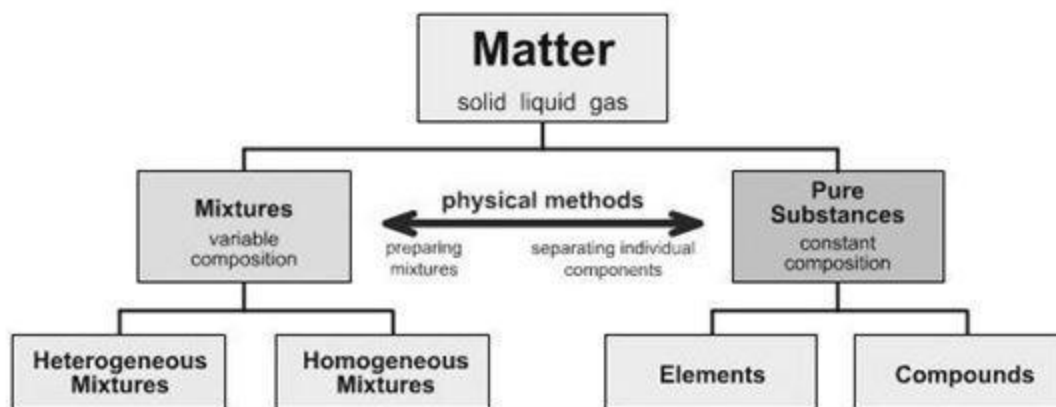 Matter
solid liquid gas
Mixtures
variable
composition
physical methods
preparing
mixtures
separating individual
components
Pure
Substances
constant
composition
Heterogeneous
Mixtures
Homogeneous
Mixtures
Elements
Compounds